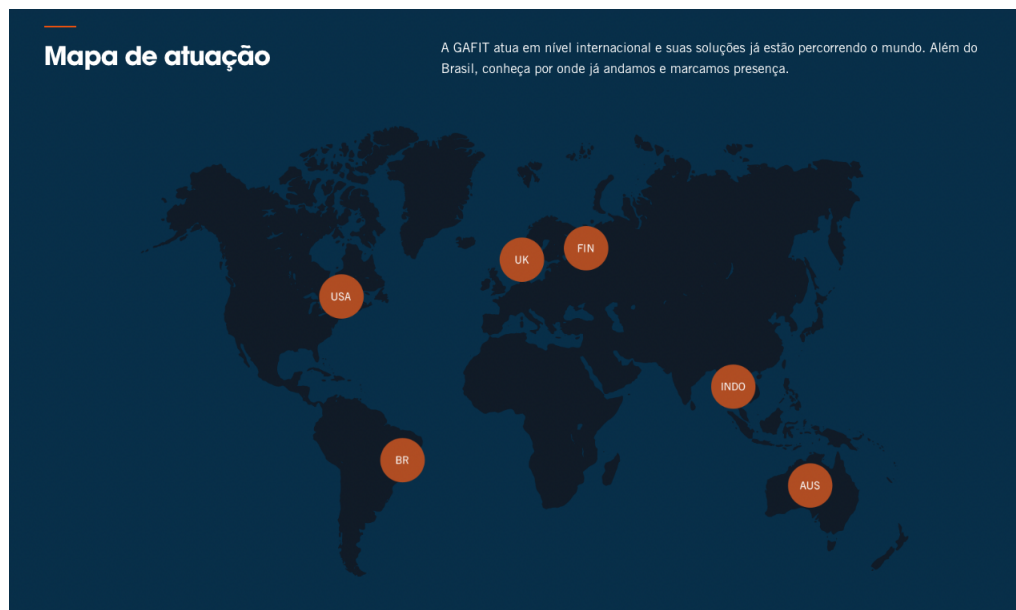 Mapa de atuação
A GAFIT atua em nível internacional e suas soluções já estão percorrendo o mundo. Além do
Brasil, conheça por onde já andamos e marcamos presença.
FIN
UK
USA
INDO
BR
AUS